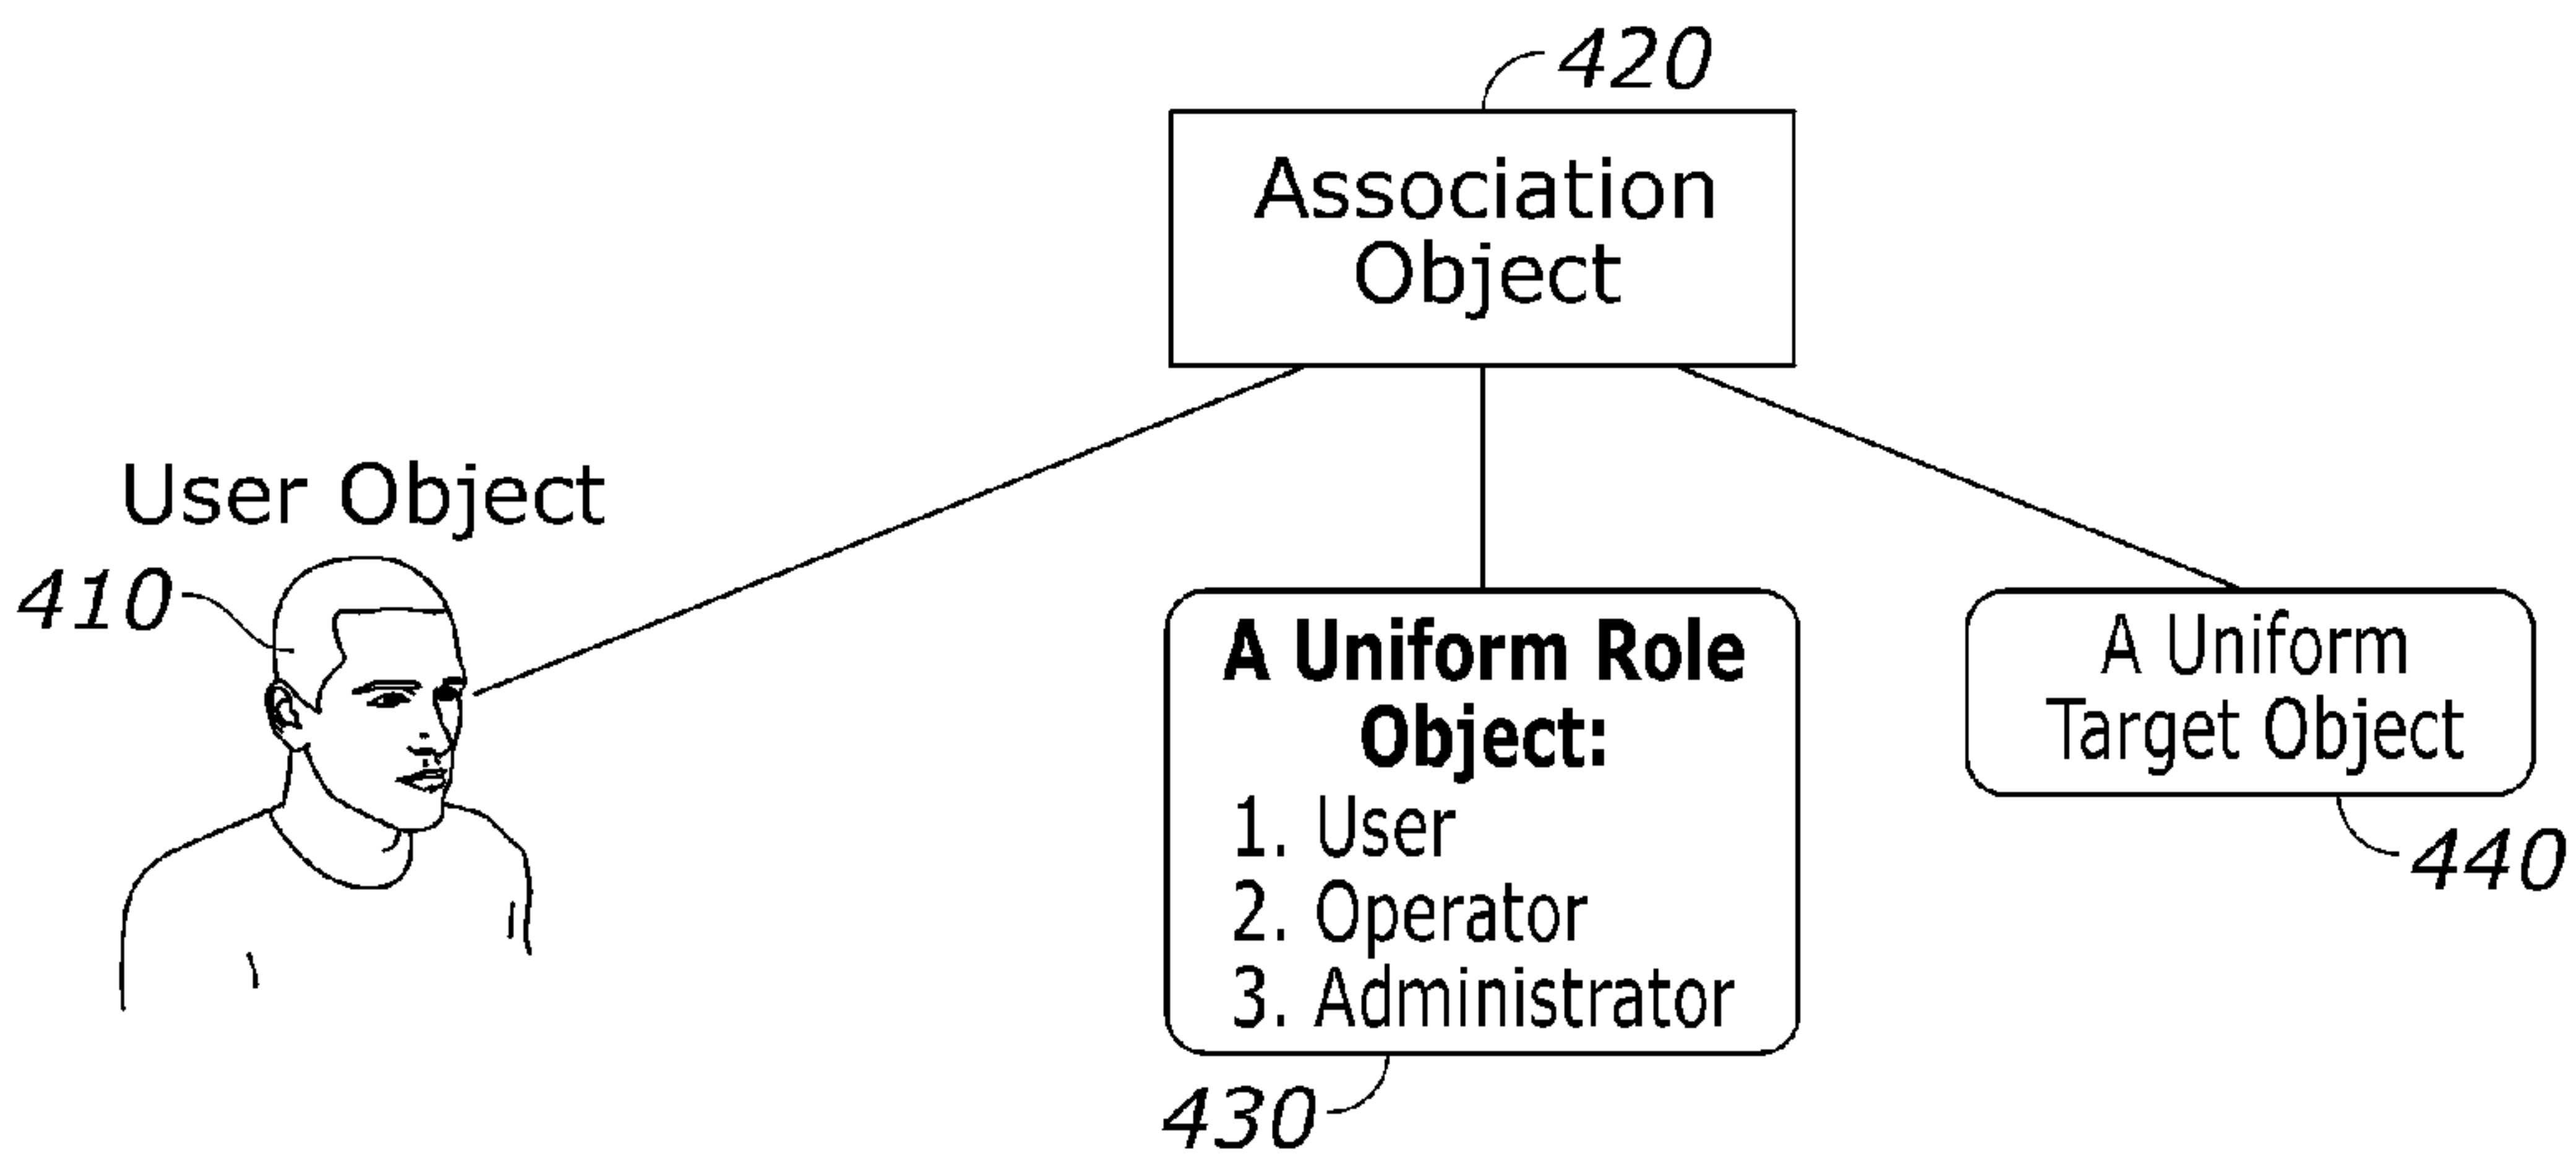 420
Association
Object
User Object
410
A Uniform Role
Object:
1. User
2. Operator
3. Administrator
430
A Uniform
Target Object
440